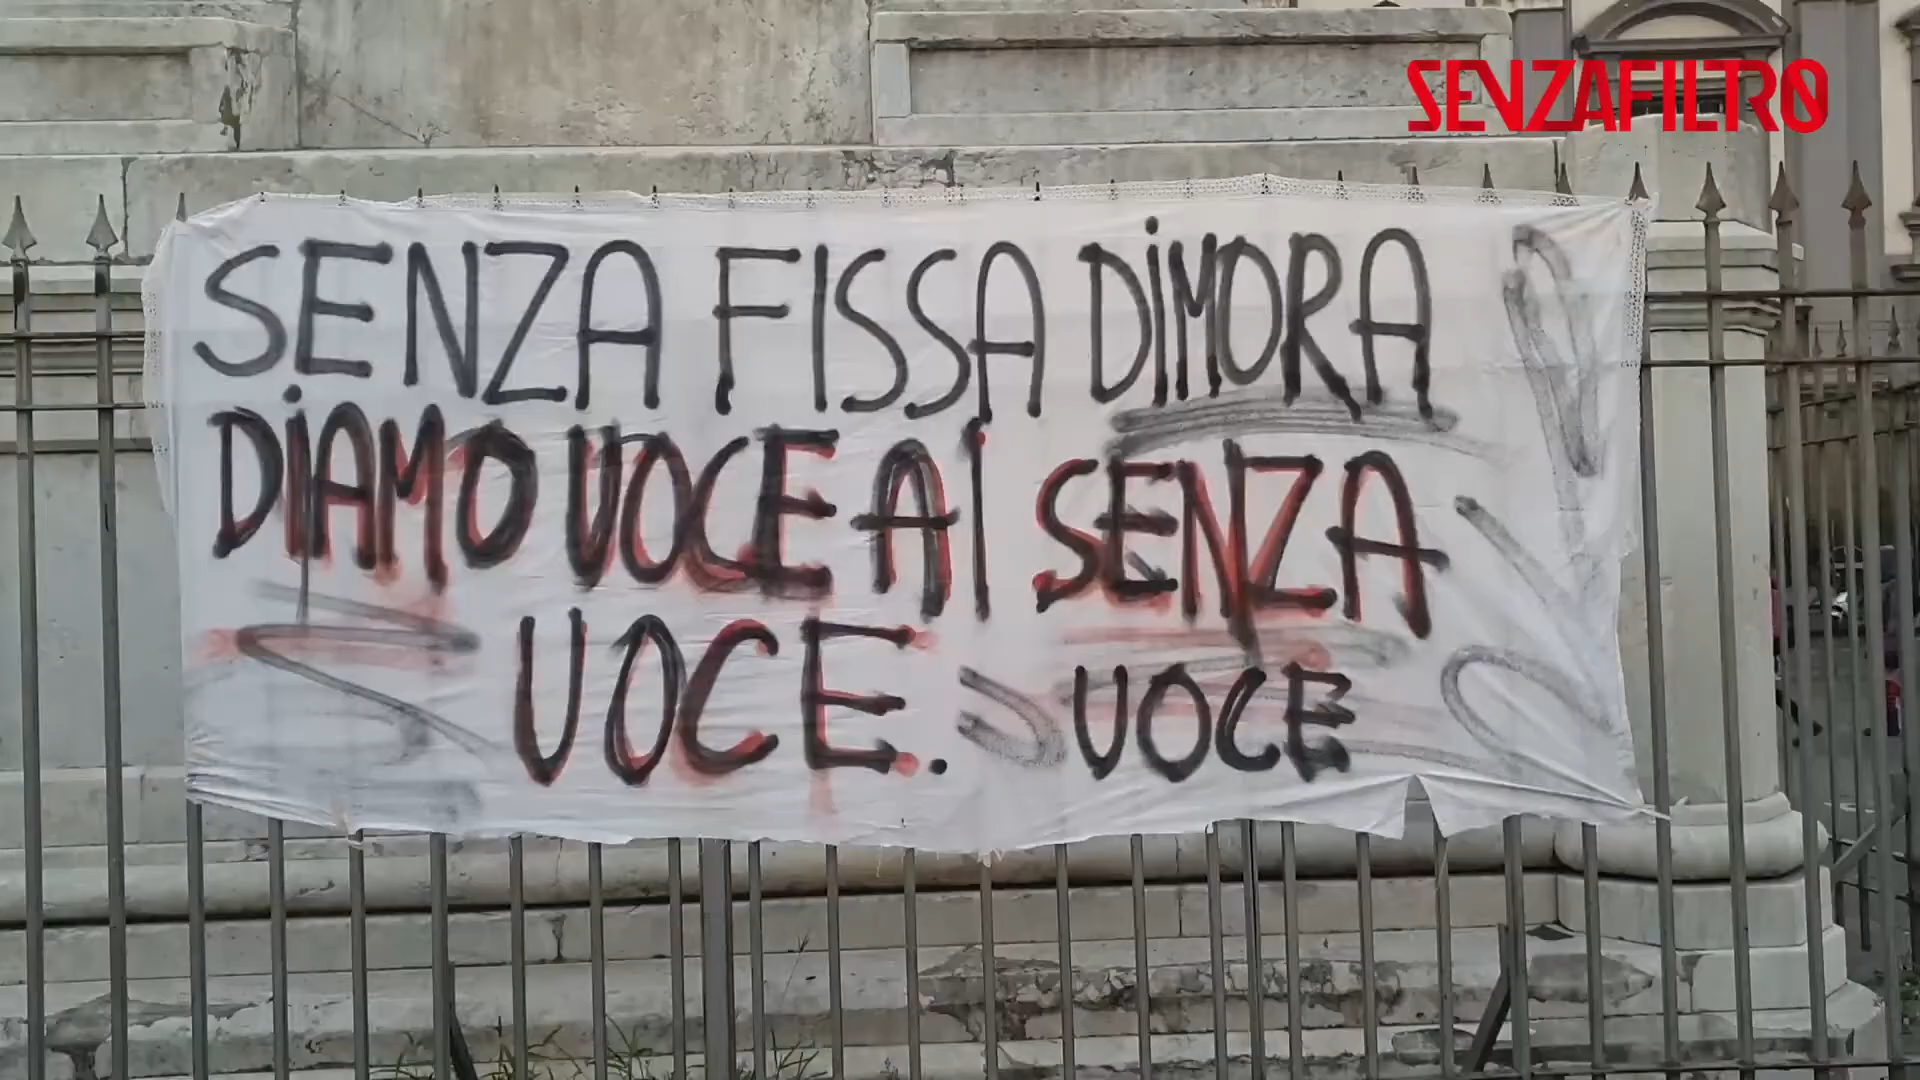 SENZAFILTRO
SENZA FISSA DIMORA
DIAMO VOCE AI SENZA
VOCE. VOCE